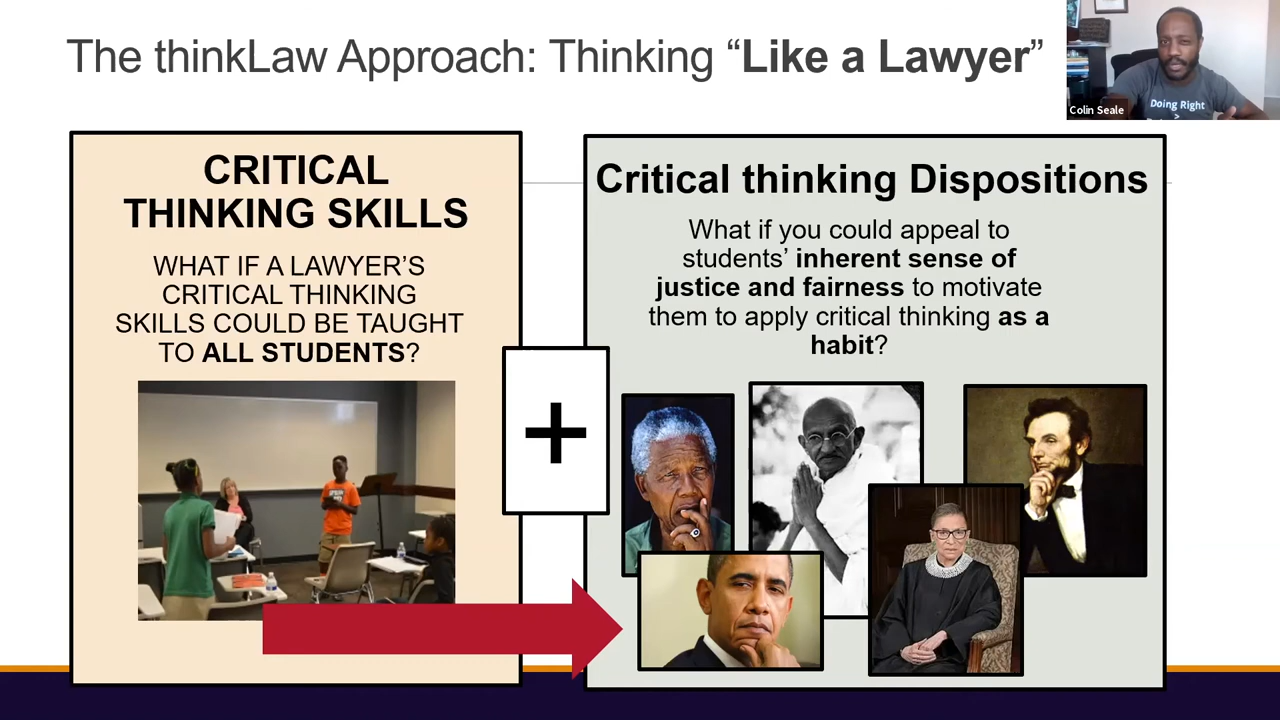 The thinkLaw Approach: Thinking “Like a Lawyer”
Colin Seale
Doing Right
>
CRITICAL
THINKING SKILLS
WHAT IF A LAWYER’S
CRITICAL THINKING
SKILLS COULD BE TAUGHT
TO ALL STUDENTS?
+
Critical thinking Dispositions
What if you could appeal to
students’ inherent sense of
justice and fairness to motivate
them to apply critical thinking as a
habit?